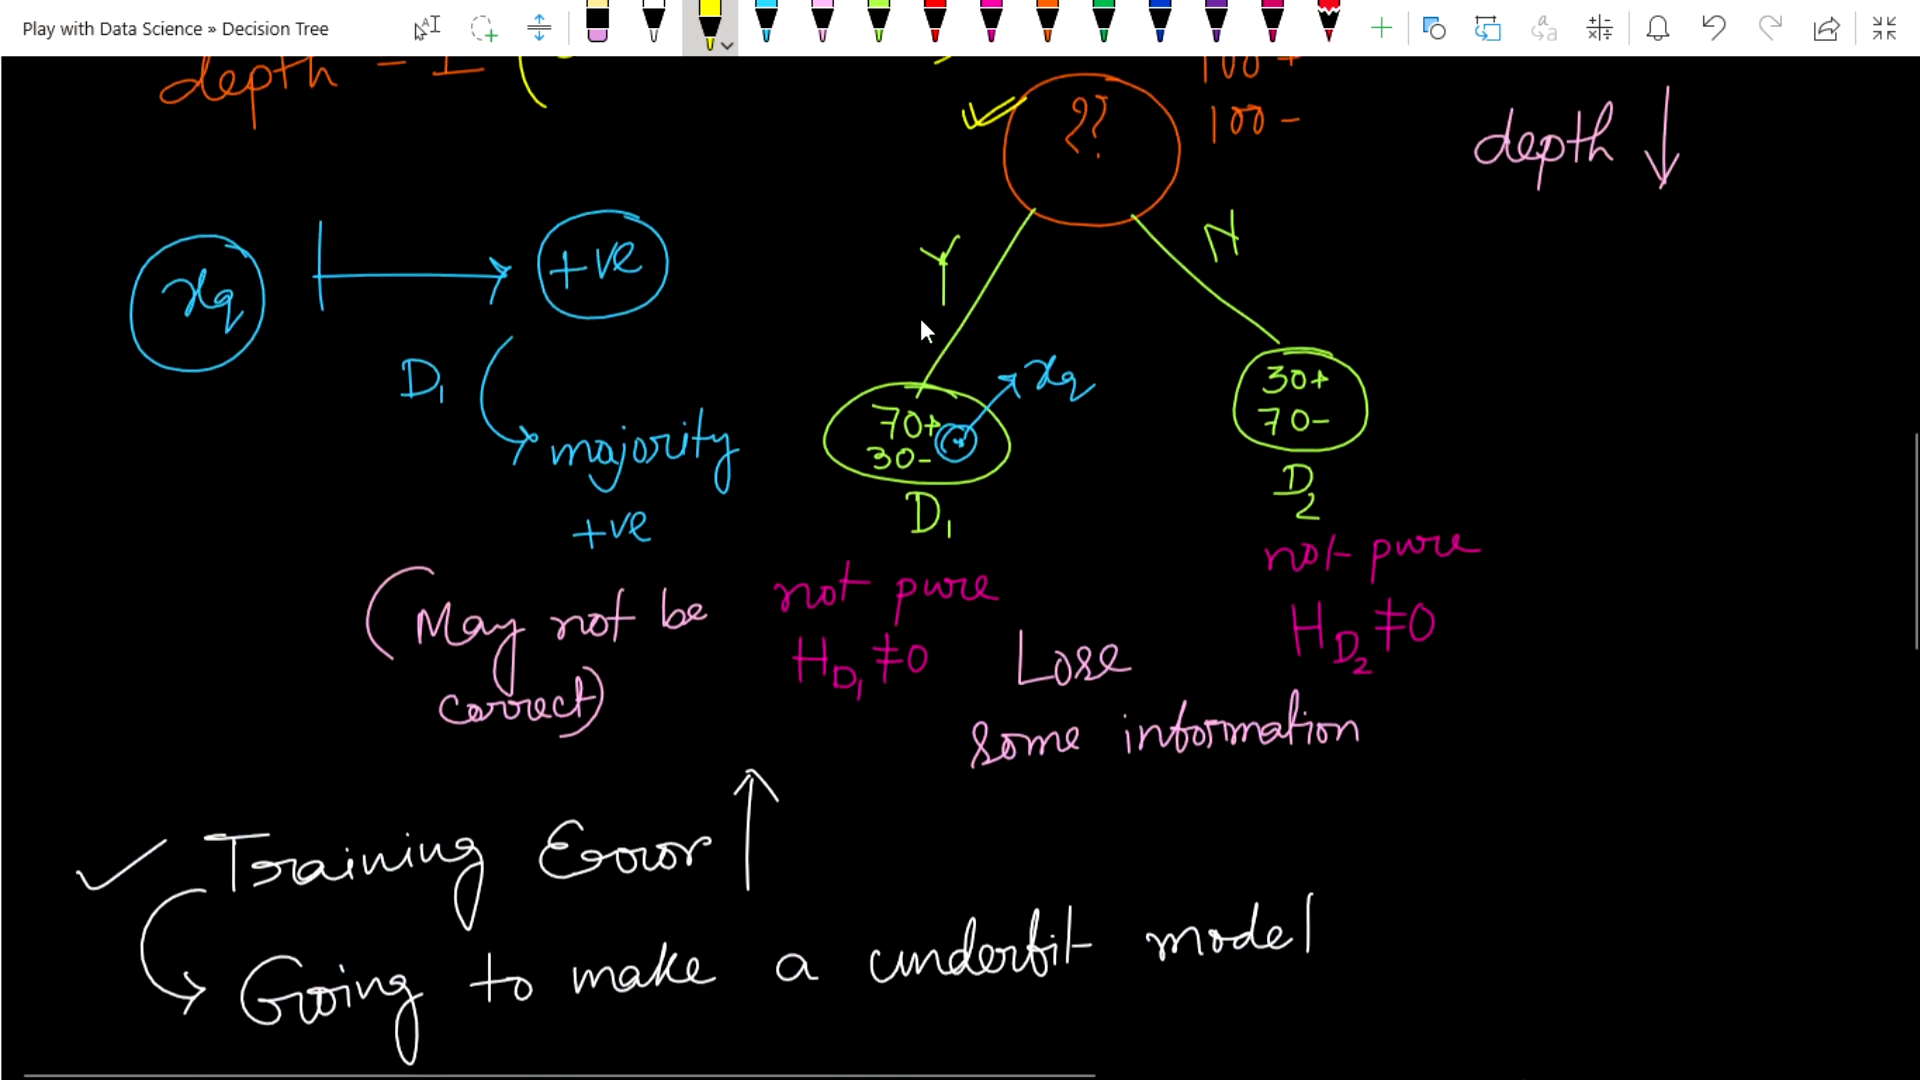 Play with Data Science » Decision Tree
depth - 1 (
100 +
?? 100 -
depth ↓
Y N
xq → +ve
D1 → majority
+ve
70+
30- → xq
D1
30+
70-
D2
(May not be
correct)
not pure
HD1 ≠ 0
not pure
HD2 ≠ 0
Lose
some information
✓ Training Error ↑
→ Going to make a underfit model